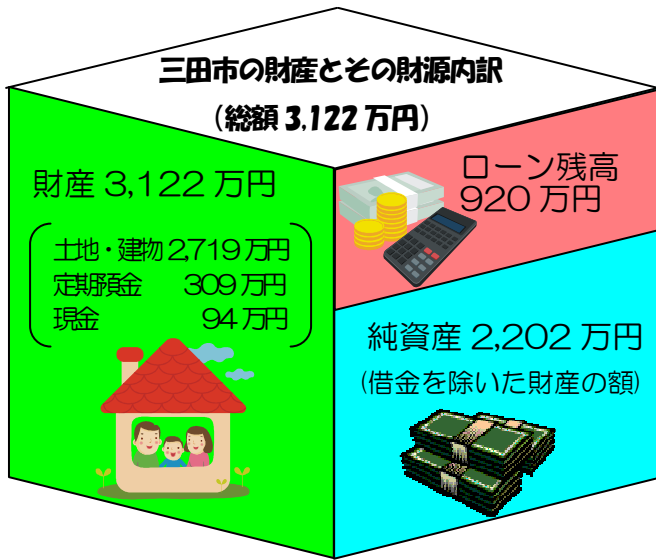 三田市の財産とその財源内訳
(総額 3,122 万円)
財産 3,122 万円
土地・建物 2,719 万円
定期預金 309 万円
現金 94 万円
ローン残高
920 万円
純資産 2,202 万円
(借金を除いた財産の額)